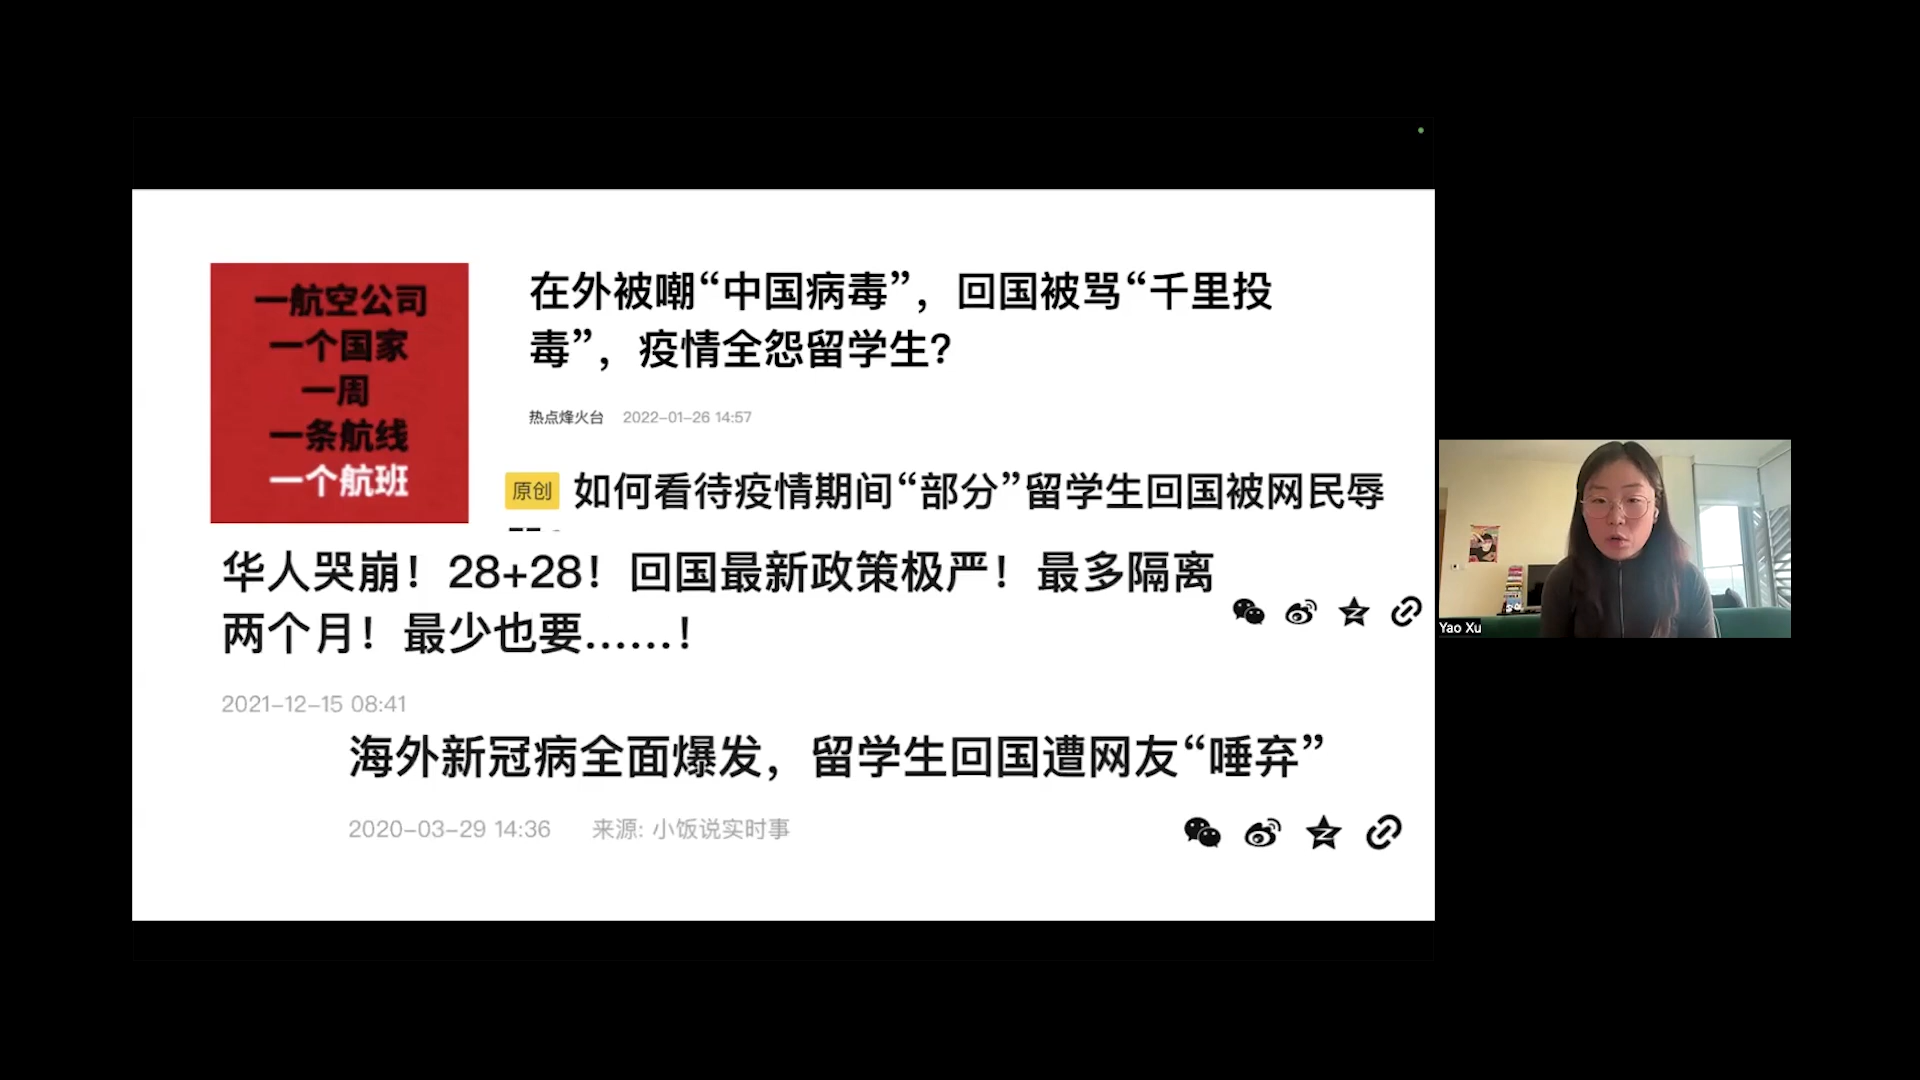 一航空公司
一个国家
一周
一条航线
一个航班
在外被嘲“中国病毒”，回国被骂“千里投
毒”，疫情全怨留学生？
热点烽火台 2022-01-26 14:57
原创 如何看待疫情期间“部分”留学生回国被网民辱
华人哭崩！28+28！回国最新政策极严！最多隔离
两个月！最少也要……！
2021-12-15 08:41
海外新冠病全面爆发，留学生回国遭网友“唾弃”
2020-03-29 14:36 来源: 小饭说实时事
Yao Xu